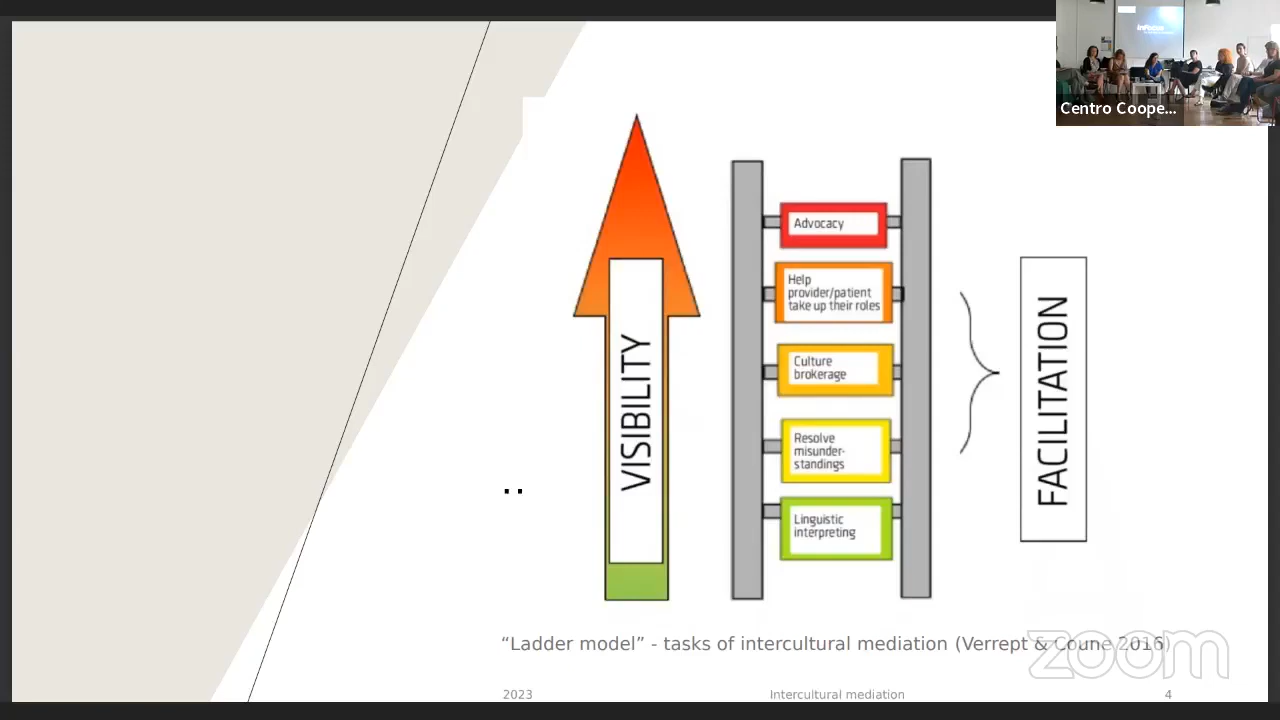 InFocus
Centro Coope...
Advocacy
Help
provider/patient
take up their roles
Culture
brokerage
Resolve
misunder-
standings
Linguistic
interpreting
VISIBILITY
FACILITATION
..
“Ladder model” - tasks of intercultural mediation (Verrept & Coune 2016)
zoom
2023
Intercultural mediation
4